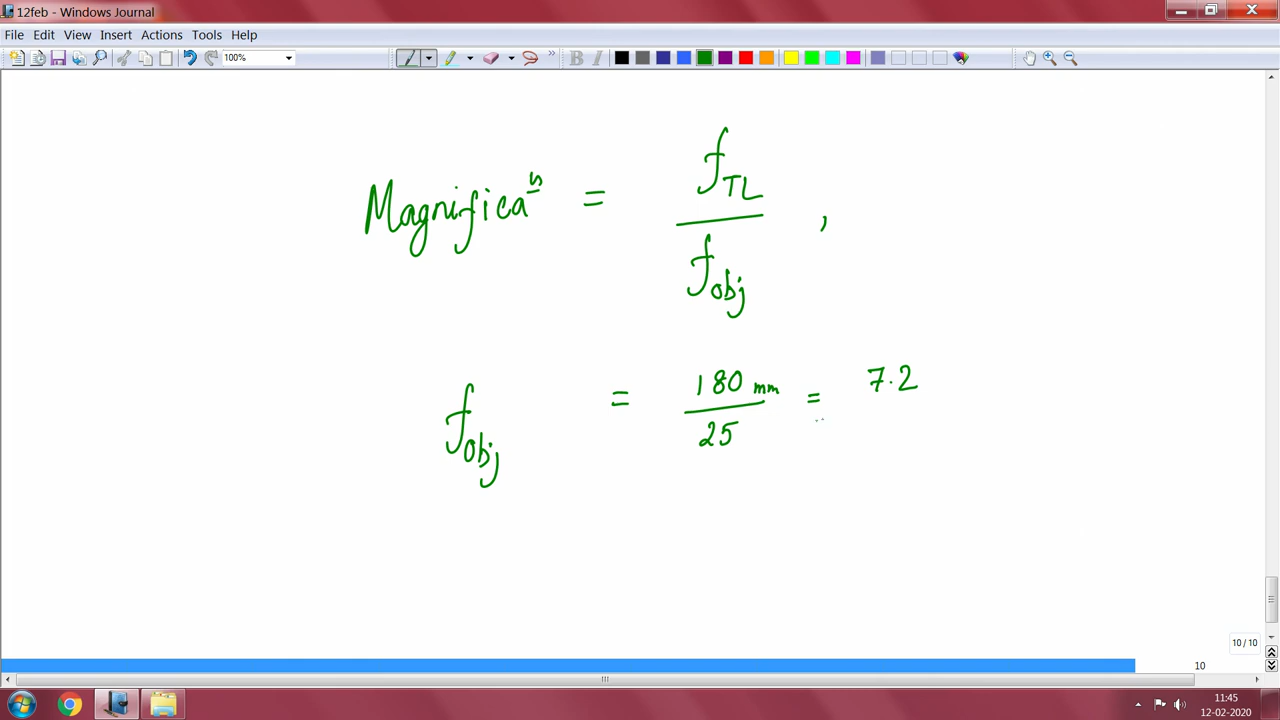 12feb - Windows Journal
File Edit View Insert Actions Tools Help
100% B I
Magnificaⁿ = f_TL / f_obj ,
f_obj = 180 mm / 25 = 7.2
10 / 10
10
11:45
12-02-2020